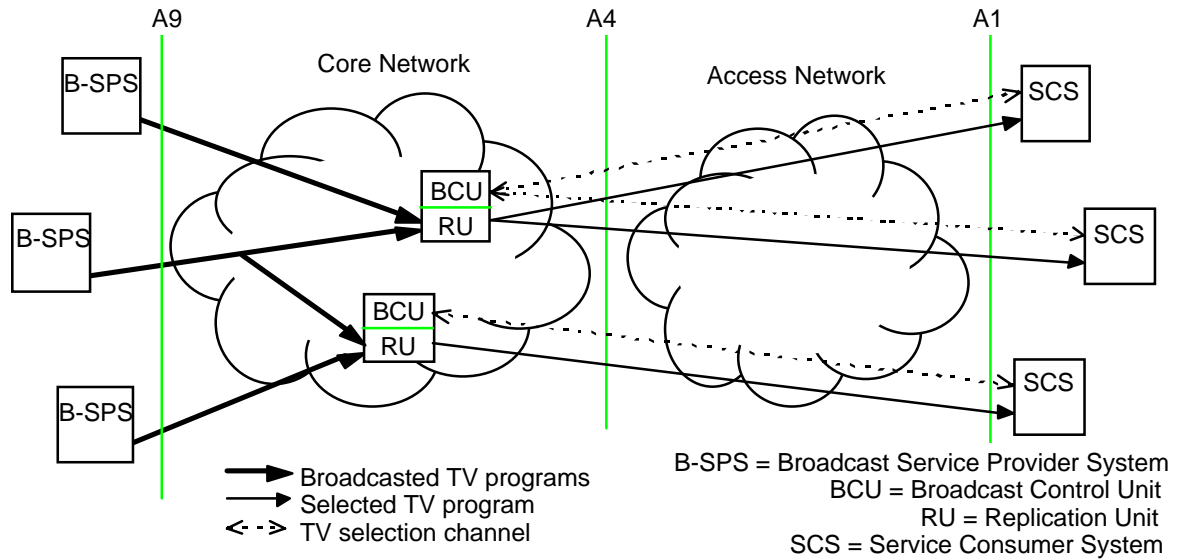 A9
A4
A1
Core Network
Access Network
B-SPS
SCS
BCU
RU
B-SPS
SCS
BCU
RU
B-SPS
SCS
Broadcasted TV programs
Selected TV program
TV selection channel
B-SPS = Broadcast Service Provider System
BCU = Broadcast Control Unit
RU = Replication Unit
SCS = Service Consumer System